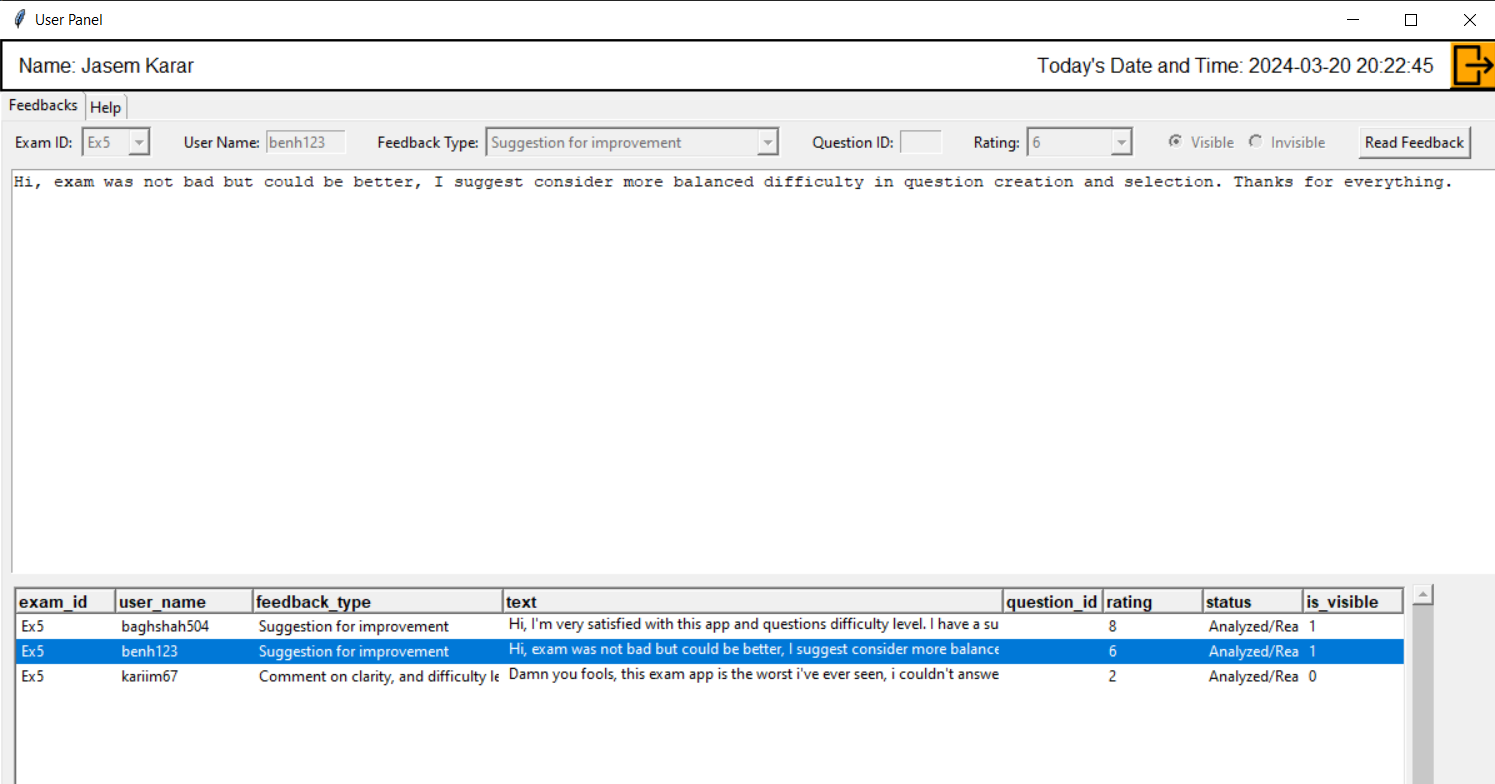 User Panel
Name: Jasem Karar Today's Date and Time: 2024-03-20 20:22:45
Feedbacks Help
Exam ID: Ex5 User Name: benh123 Feedback Type: Suggestion for improvement Question ID: Rating: 6 Visible Invisible Read Feedback
Hi, exam was not bad but could be better, I suggest consider more balanced difficulty in question creation and selection. Thanks for everything.
exam_id user_name feedback_type text question_id rating status is_visible
Ex5 baghshah504 Suggestion for improvement Hi, I'm very satisfied with this app and questions difficulty level. I have a su 8 Analyzed/Rea 1
Ex5 benh123 Suggestion for improvement Hi, exam was not bad but could be better, I suggest consider more balance 6 Analyzed/Rea 1
Ex5 kariim67 Comment on clarity, and difficulty le Damn you fools, this exam app is the worst i've ever seen, i couldn't answe 2 Analyzed/Rea 0